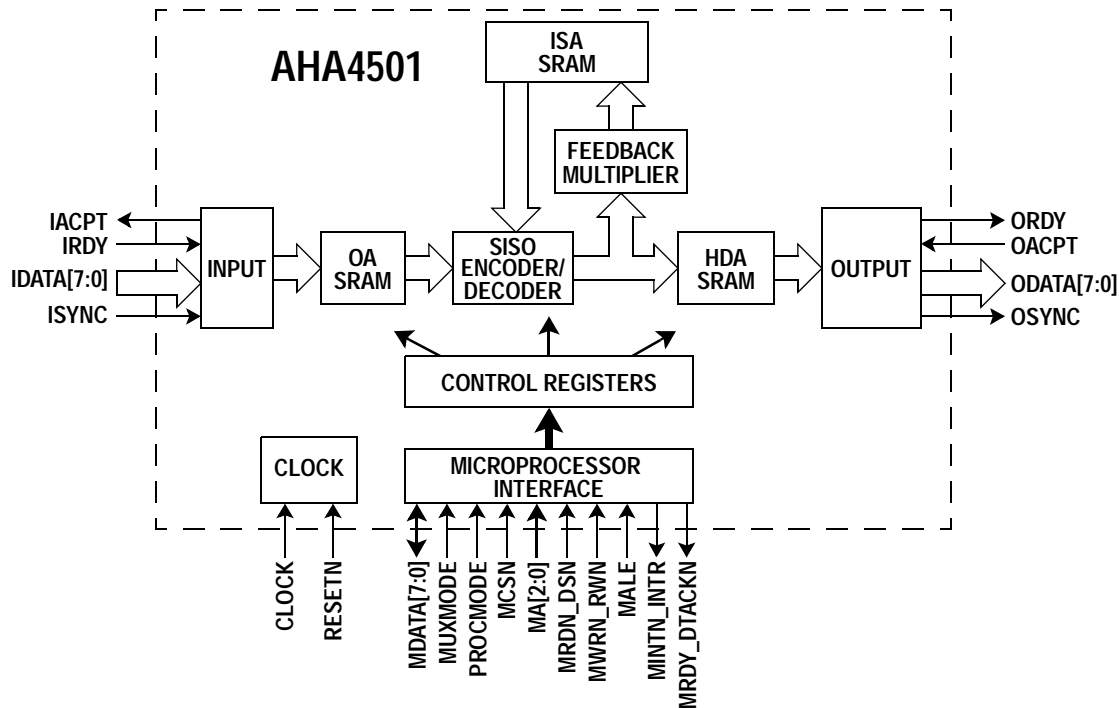 AHA4501
ISA
SRAM
FEEDBACK
MULTIPLIER
IACPT
IRDY
IDATA[7:0]
ISYNC
INPUT
OA
SRAM
SISO
ENCODER/
DECODER
HDA
SRAM
OUTPUT
ORDY
OACPT
ODATA[7:0]
OSYNC
CONTROL REGISTERS
CLOCK
MICROPROCESSOR
INTERFACE
CLOCK
RESETN
MDATA[7:0]
MUXMODE
PROCMODE
MCSN
MA[2:0]
MRDN_DSN
MWRN_RWN
MALE
MINTN_INTR
MRDY_DTACKN